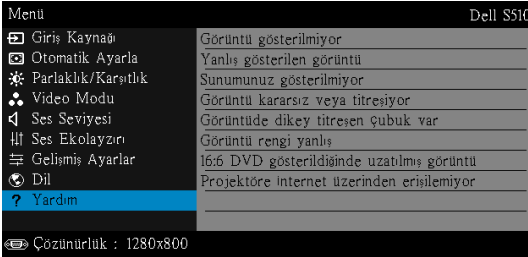 Menü
Dell S510
Giriş Kaynağı
Otomatik Ayarla
Parlaklık/Karşıtlık
Video Modu
Ses Seviyesi
Ses Ekolayzırı
Gelişmiş Ayarlar
Dil
? Yardım
Görüntü gösterilmiyor
Yanlış gösterilen görüntü
Sunumunuz gösterilmiyor
Görüntü kararsız veya titreşiyor
Görüntüde dikey titreşen çubuk var
Görüntü rengi yanlış
16:6 DVD gösterildiğinde uzatılmış görüntü
Projektöre İnternet üzerinden erişilemiyor
Çözünürlük : 1280x800